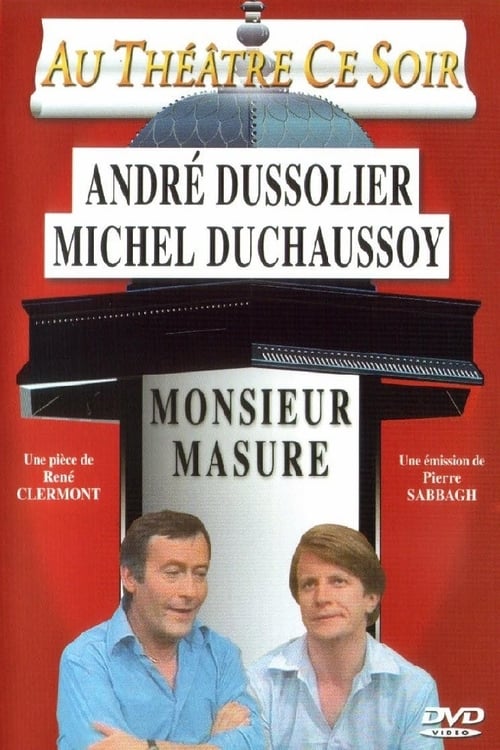 AU THÉÂTRE CE SOIR
ANDRÉ DUSSOLIER
MICHEL DUCHAUSSOY
MONSIEUR
MASURE
Une pièce de
René
CLERMONT
Une émission de
Pierre
SABBAGH
DVD
VIDEO